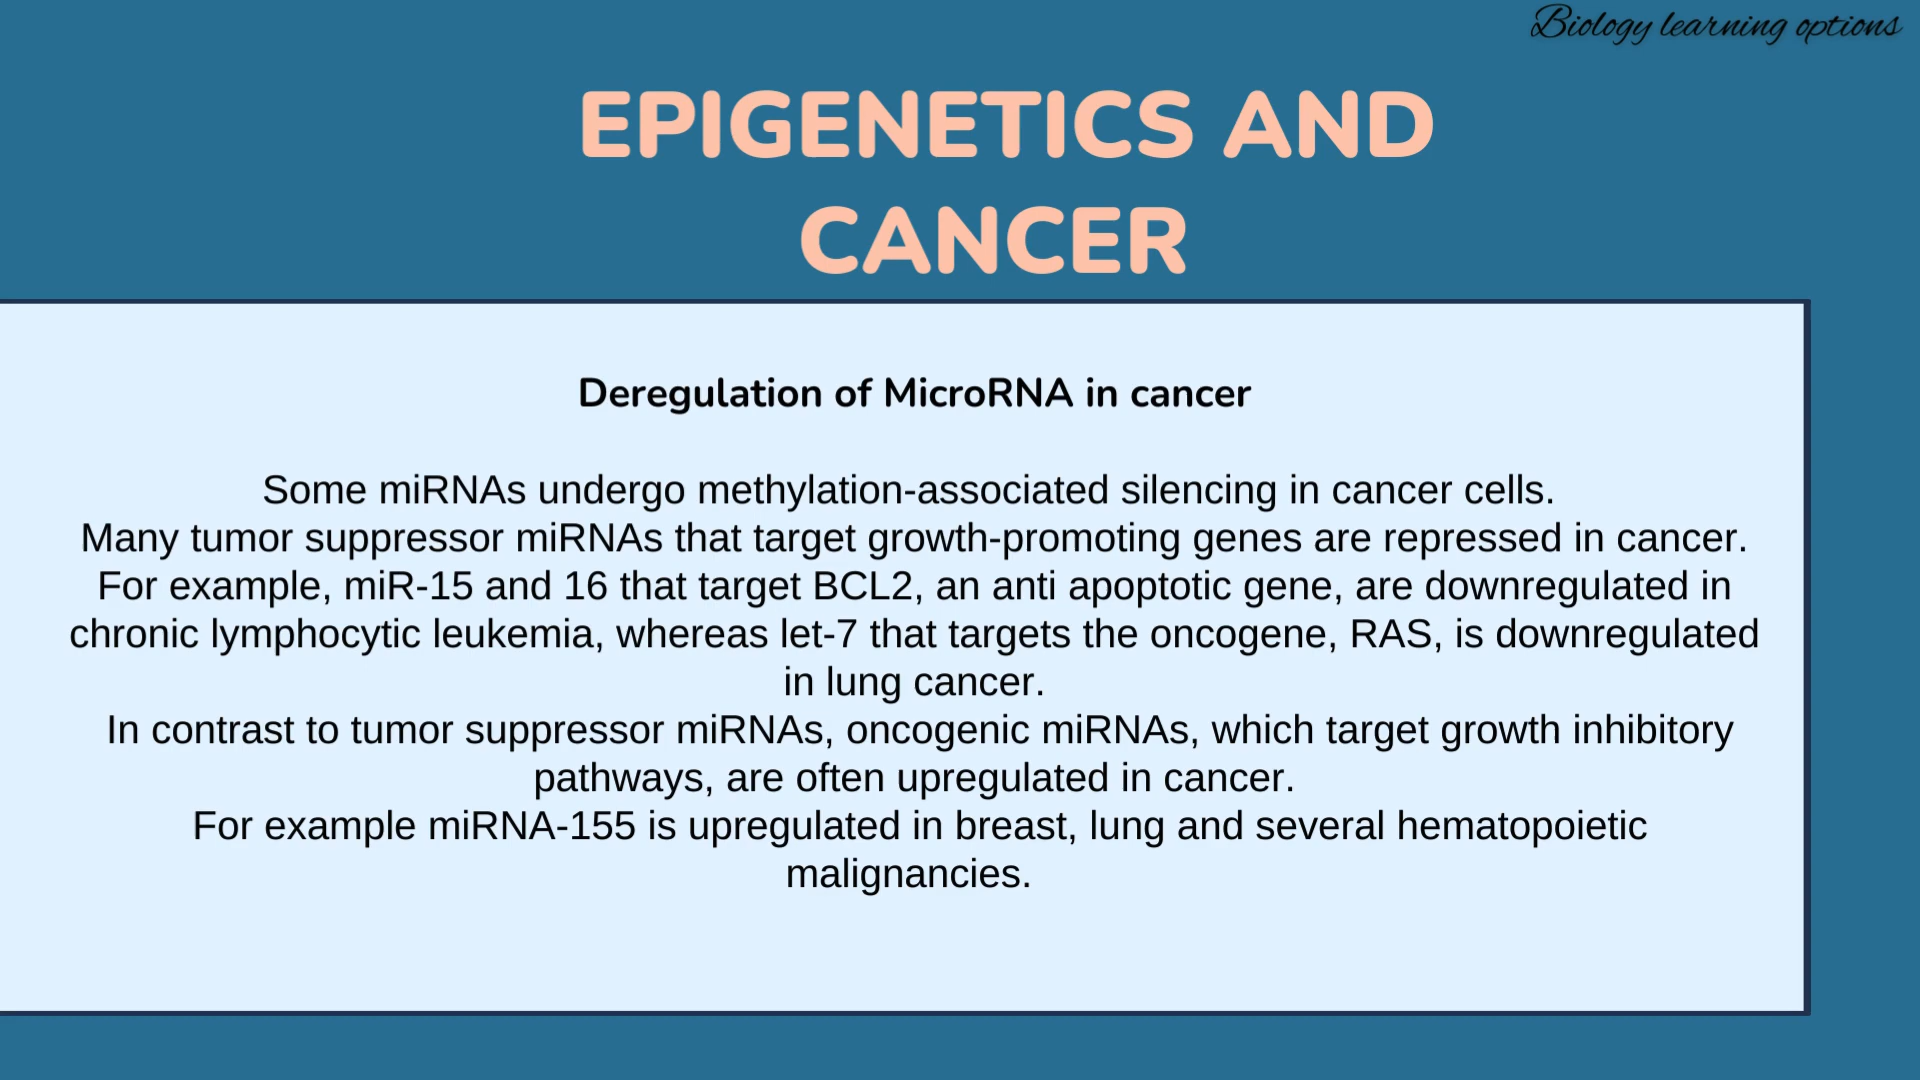 Biology learning options
EPIGENETICS AND
CANCER
Deregulation of MicroRNA in cancer
Some miRNAs undergo methylation-associated silencing in cancer cells.
Many tumor suppressor miRNAs that target growth-promoting genes are repressed in cancer.
For example, miR-15 and 16 that target BCL2, an anti apoptotic gene, are downregulated in
chronic lymphocytic leukemia, whereas let-7 that targets the oncogene, RAS, is downregulated
in lung cancer.
In contrast to tumor suppressor miRNAs, oncogenic miRNAs, which target growth inhibitory
pathways, are often upregulated in cancer.
For example miRNA-155 is upregulated in breast, lung and several hematopoietic
malignancies.